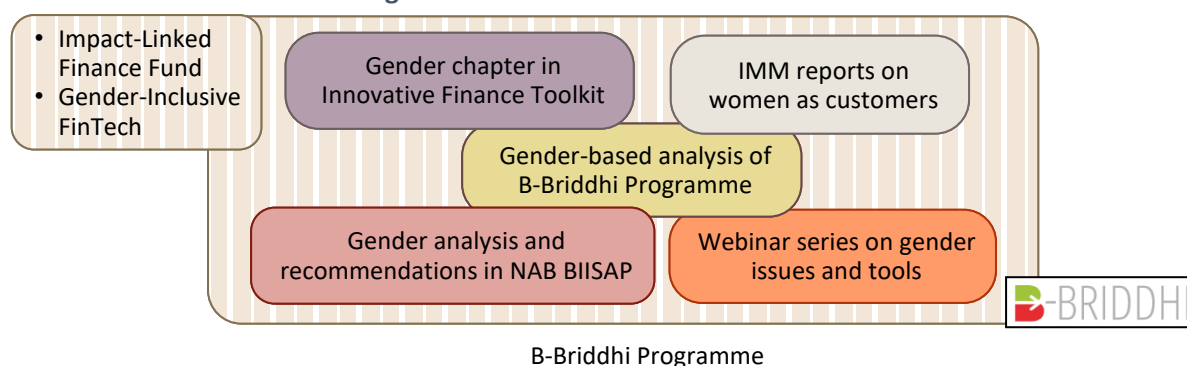 • Impact-Linked
Finance Fund
• Gender-Inclusive
FinTech
Gender chapter in
Innovative Finance Toolkit
IMM reports on
women as customers
Gender-based analysis of
B-Briddhi Programme
Gender analysis and
recommendations in NAB BIISAP
Webinar series on gender
issues and tools
B-BRIDDHI
B-Briddhi Programme